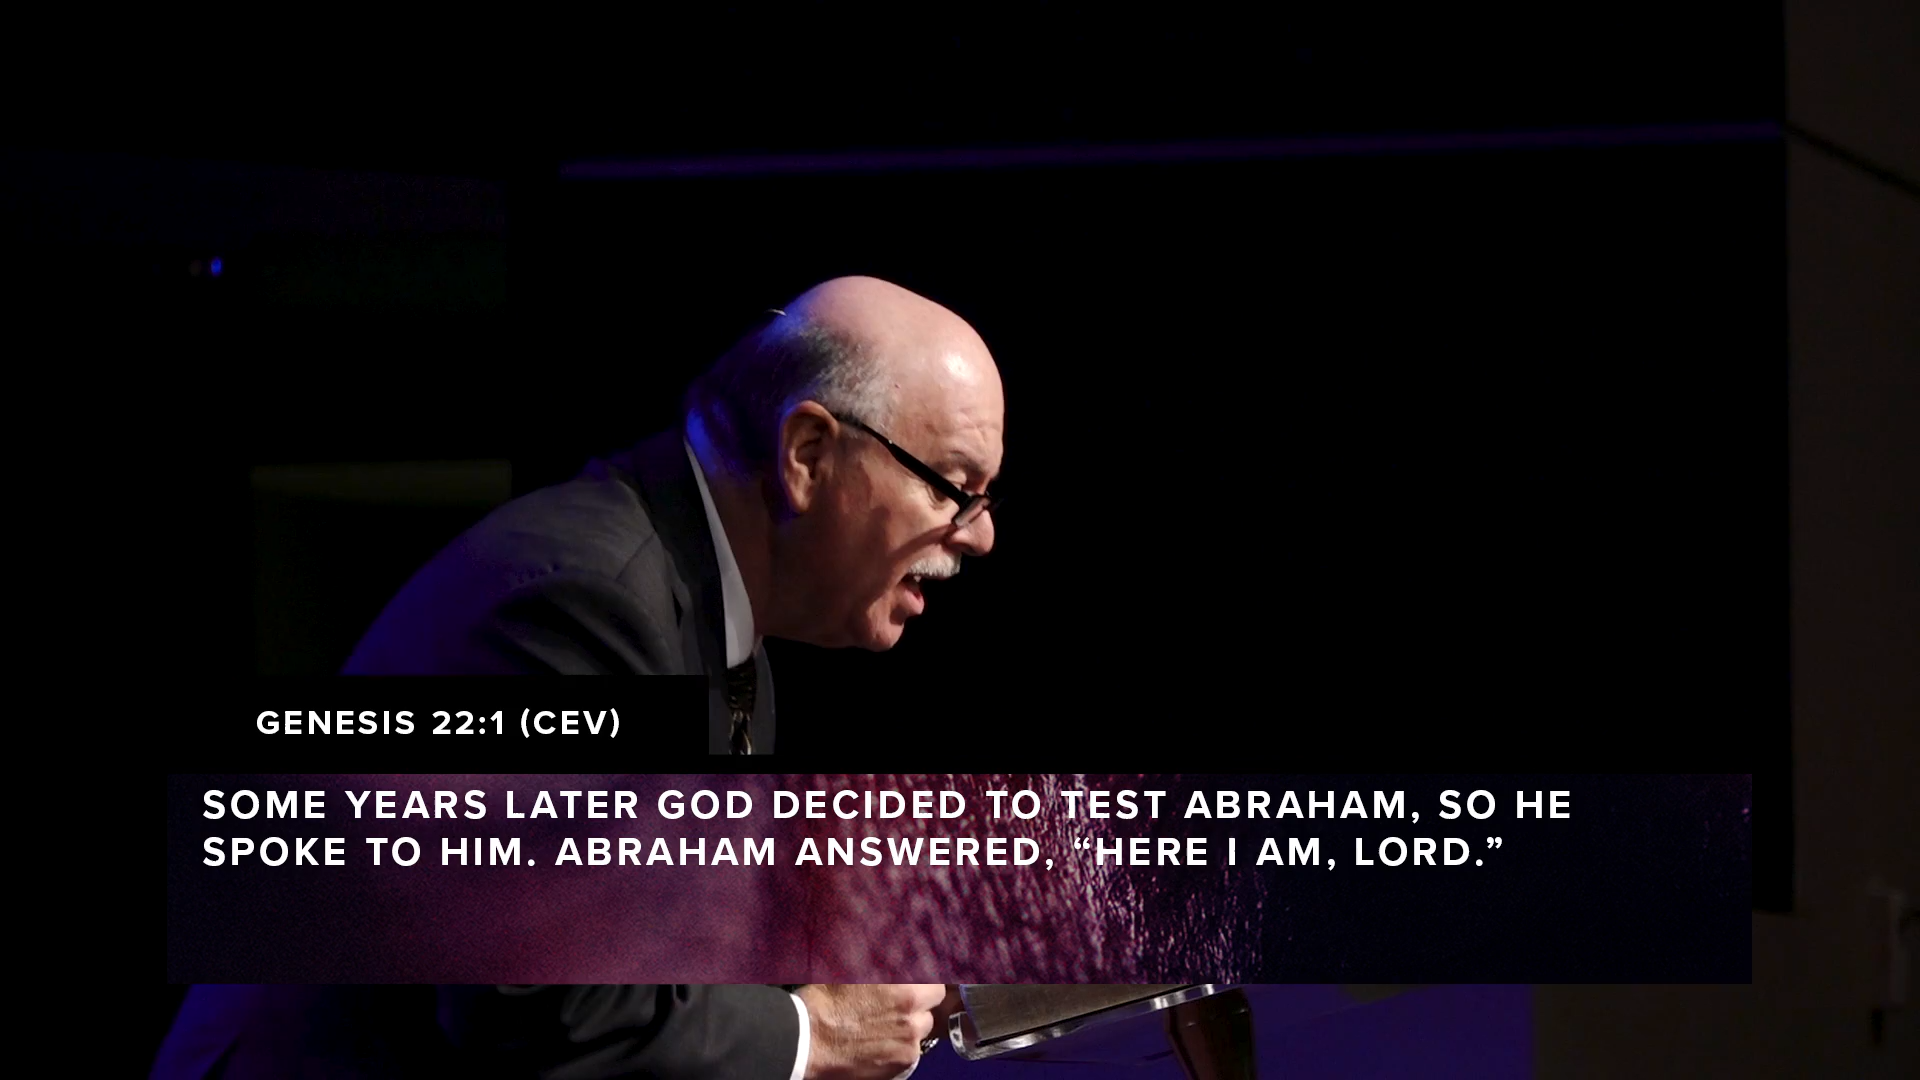 GENESIS 22:1 (CEV)
SOME YEARS LATER GOD DECIDED TO TEST ABRAHAM, SO HE
SPOKE TO HIM. ABRAHAM ANSWERED, “HERE I AM, LORD.”